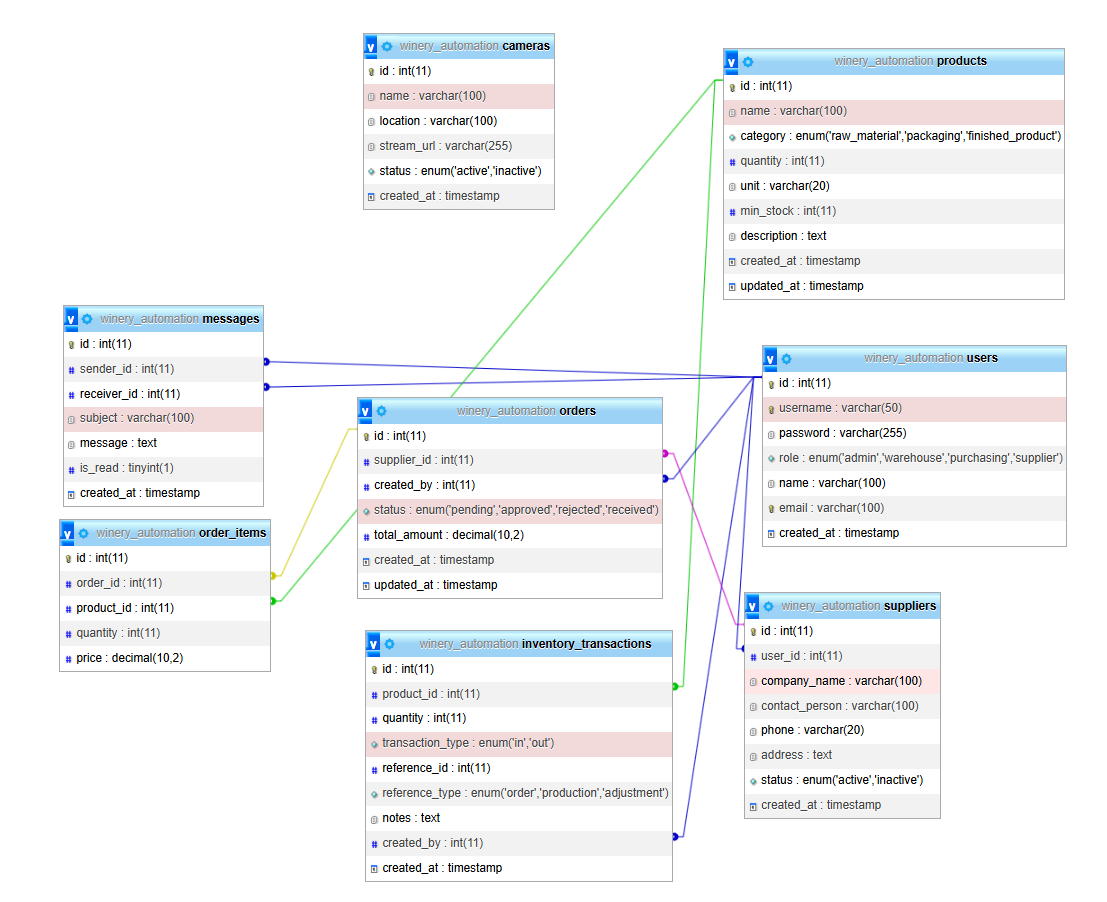 winery_automation cameras
id : int(11)
name : varchar(100)
location : varchar(100)
stream_url : varchar(255)
status : enum('active','inactive')
created_at : timestamp
winery_automation products
id : int(11)
name : varchar(100)
category : enum('raw_material','packaging','finished_product')
quantity : int(11)
unit : varchar(20)
min_stock : int(11)
description : text
created_at : timestamp
updated_at : timestamp
winery_automation messages
id : int(11)
sender_id : int(11)
receiver_id : int(11)
subject : varchar(100)
message : text
is_read : tinyint(1)
created_at : timestamp
winery_automation users
id : int(11)
username : varchar(50)
password : varchar(255)
role : enum('admin','warehouse','purchasing','supplier')
name : varchar(100)
email : varchar(100)
created_at : timestamp
winery_automation orders
id : int(11)
supplier_id : int(11)
created_by : int(11)
status : enum('pending','approved','rejected','received')
total_amount : decimal(10,2)
created_at : timestamp
updated_at : timestamp
winery_automation order_items
id : int(11)
order_id : int(11)
product_id : int(11)
quantity : int(11)
price : decimal(10,2)
winery_automation suppliers
id : int(11)
user_id : int(11)
company_name : varchar(100)
contact_person : varchar(100)
phone : varchar(20)
address : text
status : enum('active','inactive')
created_at : timestamp
winery_automation inventory_transactions
id : int(11)
product_id : int(11)
quantity : int(11)
transaction_type : enum('in','out')
reference_id : int(11)
reference_type : enum('order','production','adjustment')
notes : text
created_by : int(11)
created_at : timestamp